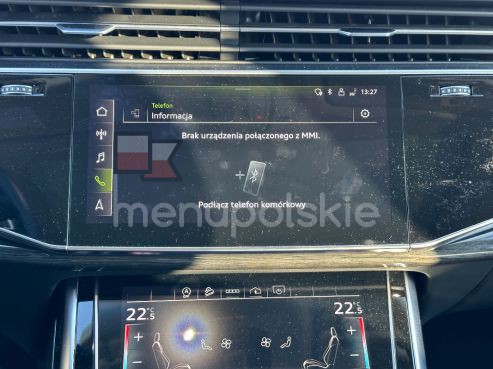 13:27
Telefon
Informacja
Brak urządzenia połączonego z MMI.
Podłącz telefon komórkowy
menupolskie
22.5
22.5